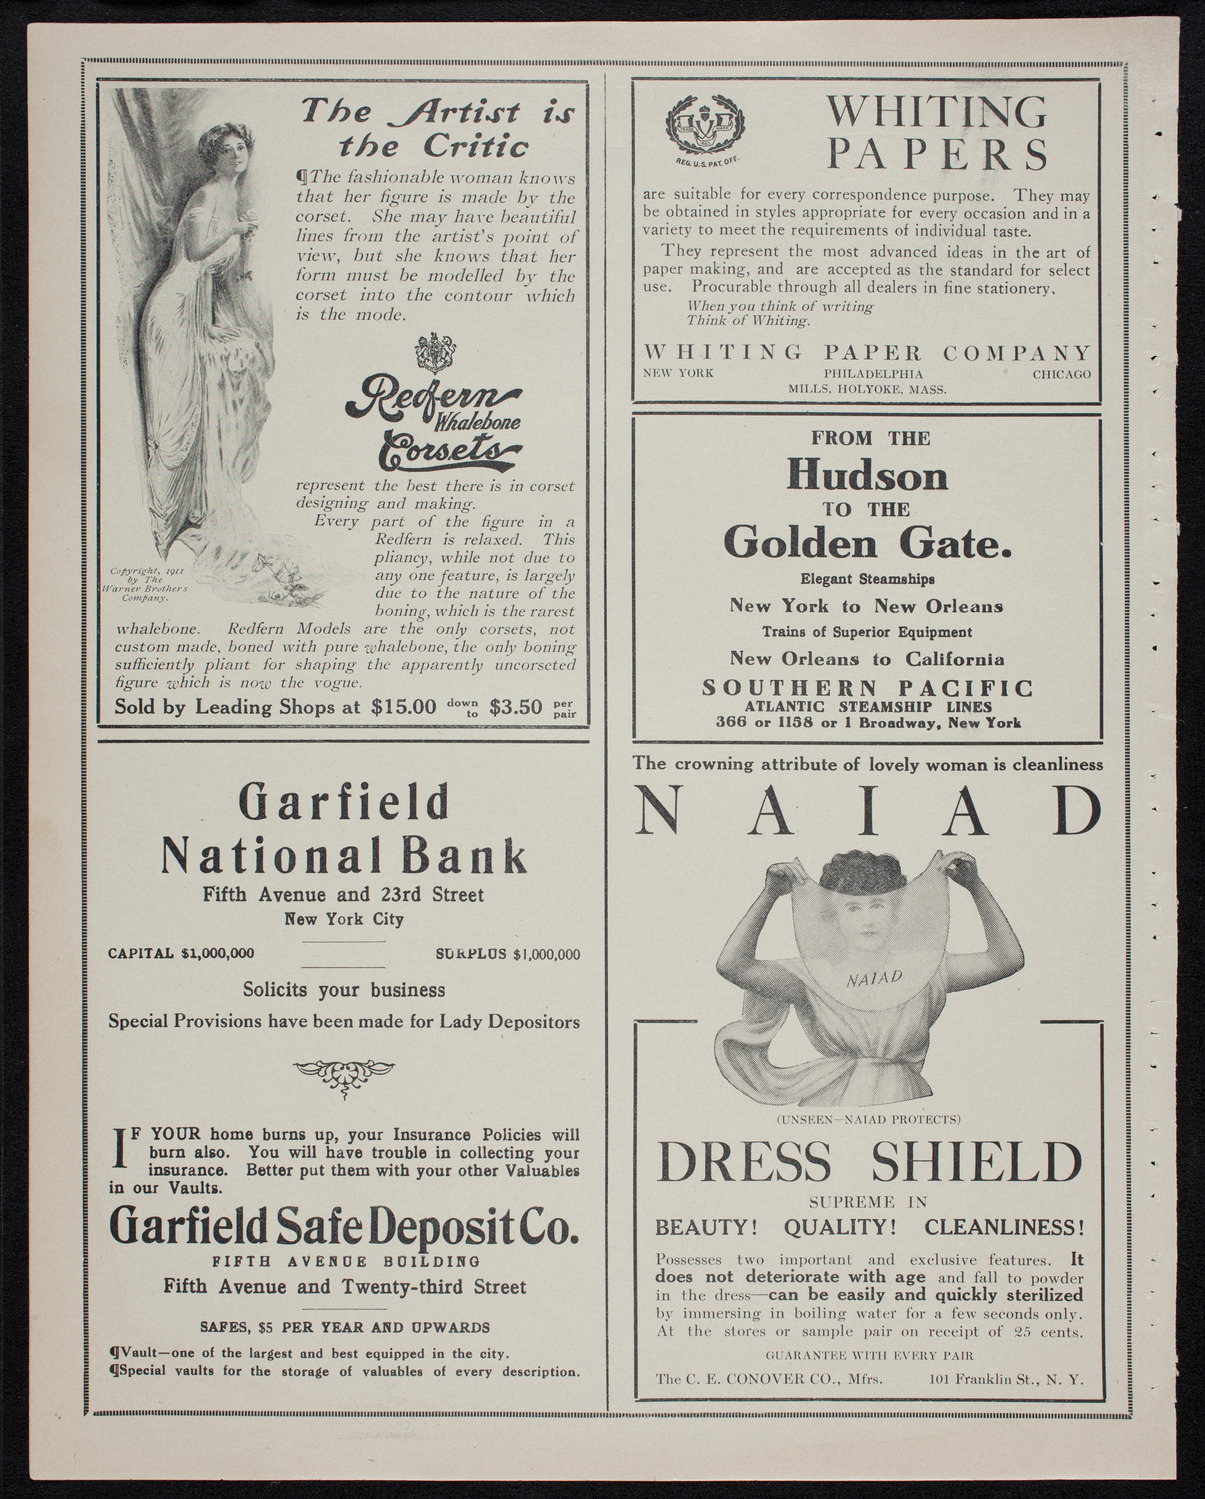 The Artist is
the Critic
¶The fashionable woman knows
that her figure is made by the
corset. She may have beautiful
lines from the artist's point of
view, but she knows that her
form must be modelled by the
corset into the contour which
is the mode.
Redfern
Whalebone
Corsets
represent the best there is in corset
designing and making.
Every part of the figure in a
Redfern is relaxed. This
pliancy, while not due to
any one feature, is largely
due to the nature of the
boning, which is the rarest
whalebone. Redfern Models are the only corsets, not
custom made, boned with pure whalebone, the only boning
sufficiently pliant for shaping the apparently uncorseted
figure which is now the vogue.
Copyright, 1911
by The
Warner Brothers
Company.
Sold by Leading Shops at $15.00 down to $3.50 per pair
Garfield
National Bank
Fifth Avenue and 23rd Street
New York City
CAPITAL $1,000,000 SURPLUS $1,000,000
Solicits your business
Special Provisions have been made for Lady Depositors
IF YOUR home burns up, your Insurance Policies will
burn also. You will have trouble in collecting your
insurance. Better put them with your other Valuables
in our Vaults.
Garfield Safe Deposit Co.
FIFTH AVENUE BUILDING
Fifth Avenue and Twenty-third Street
SAFES, $5 PER YEAR AND UPWARDS
¶Vault—one of the largest and best equipped in the city.
¶Special vaults for the storage of valuables of every description.
REG. U.S. PAT. OFF.
WHITING
PAPERS
are suitable for every correspondence purpose. They may
be obtained in styles appropriate for every occasion and in a
variety to meet the requirements of individual taste.
They represent the most advanced ideas in the art of
paper making, and are accepted as the standard for select
use. Procurable through all dealers in fine stationery.
When you think of writing
Think of Whiting.
WHITING PAPER COMPANY
NEW YORK PHILADELPHIA CHICAGO
MILLS, HOLYOKE, MASS.
FROM THE
Hudson
TO THE
Golden Gate.
Elegant Steamships
New York to New Orleans
Trains of Superior Equipment
New Orleans to California
SOUTHERN PACIFIC
ATLANTIC STEAMSHIP LINES
366 or 1158 or 1 Broadway, New York
The crowning attribute of lovely woman is cleanliness
NAIAD
NAIAD
(UNSEEN—NAIAD PROTECTS)
DRESS SHIELD
SUPREME IN
BEAUTY! QUALITY! CLEANLINESS!
Possesses two important and exclusive features. It
does not deteriorate with age and fall to powder
in the dress—can be easily and quickly sterilized
by immersing in boiling water for a few seconds only.
At the stores or sample pair on receipt of 25 cents.
GUARANTEE WITH EVERY PAIR
The C. E. CONOVER CO., Mfrs. 101 Franklin St., N. Y.